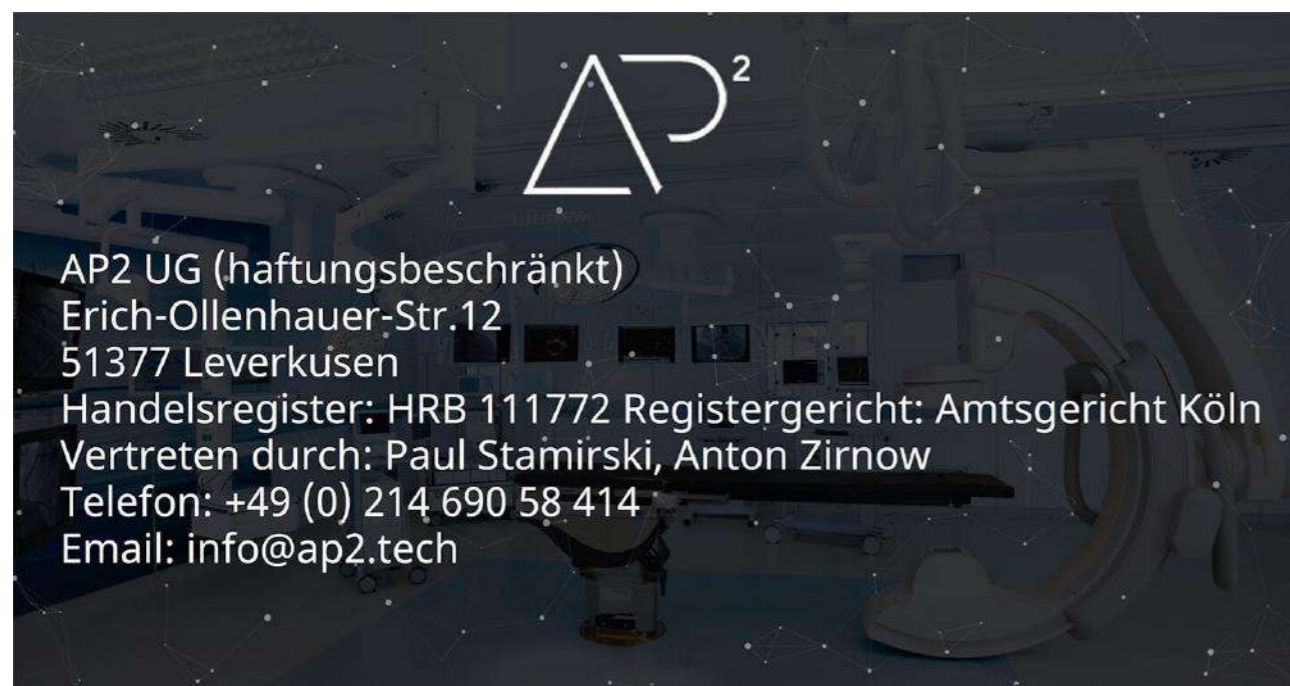 AP²
AP2 UG (haftungsbeschränkt)
Erich-Ollenhauer-Str.12
51377 Leverkusen
Handelsregister: HRB 111772 Registergericht: Amtsgericht Köln
Vertreten durch: Paul Stamirski, Anton Zirnow
Telefon: +49 (0) 214 690 58 414
Email: info@ap2.tech